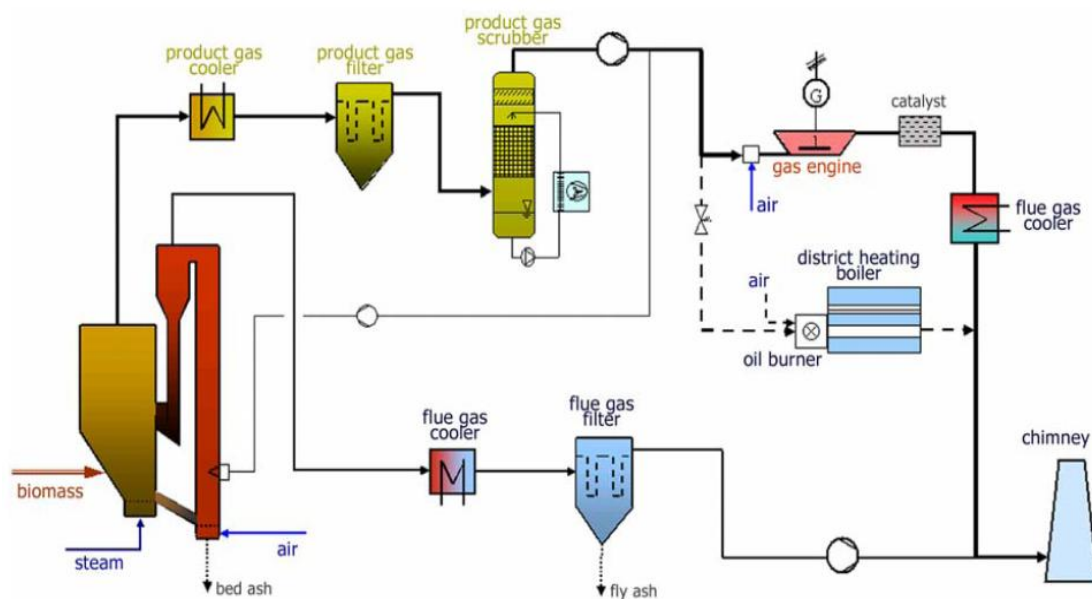 product gas
cooler
product gas
filter
product gas
scrubber
G
catalyst
gas engine
air
flue gas
cooler
district heating
boiler
air
oil burner
flue gas
cooler
flue gas
filter
chimney
biomass
steam
air
bed ash
fly ash